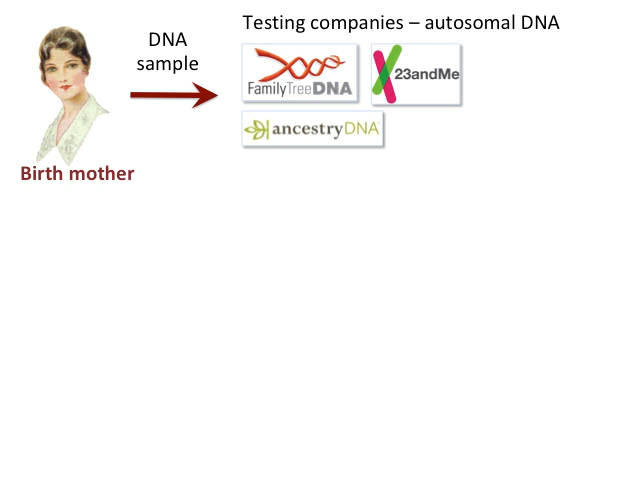 Testing companies – autosomal DNA
DNA
sample
FamilyTreeDNA
23andMe
ancestryDNA
Birth mother